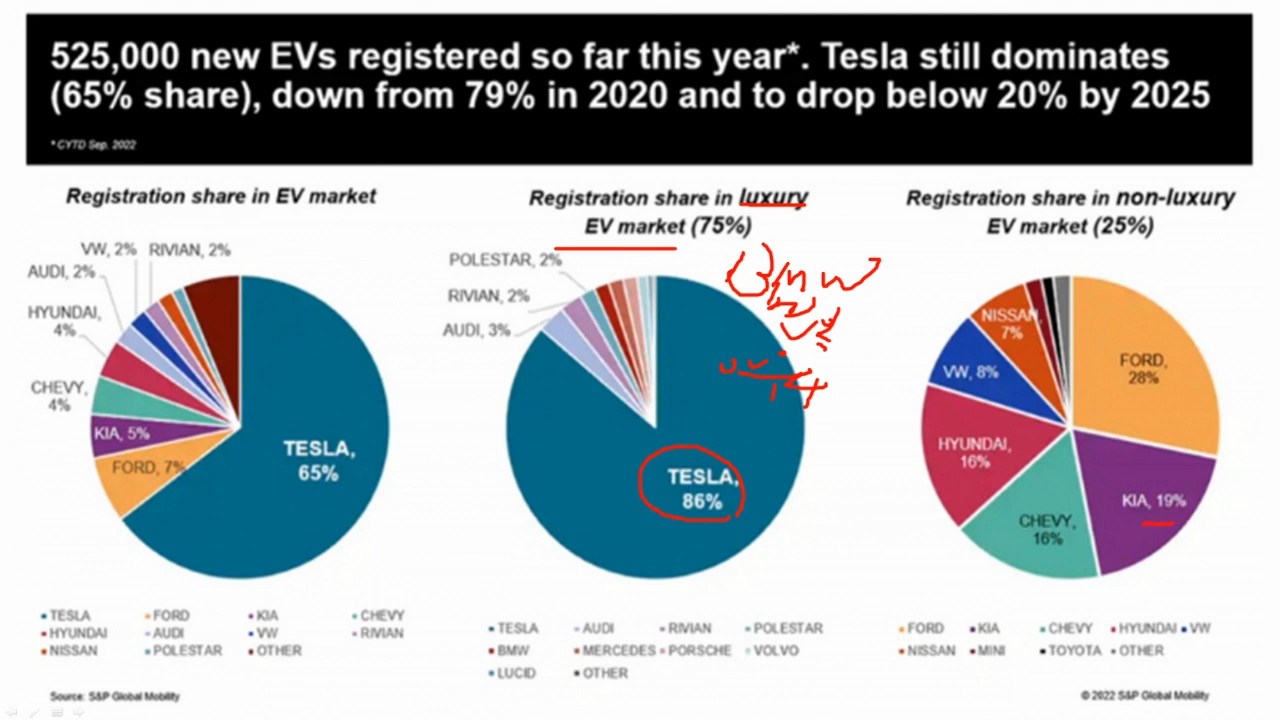 525,000 new EVs registered so far this year*. Tesla still dominates
(65% share), down from 79% in 2020 and to drop below 20% by 2025
* CYTD Sep. 2022
Registration share in EV market
VW, 2%
RIVIAN, 2%
AUDI, 2%
HYUNDAI,
4%
CHEVY,
4%
KIA, 5%
FORD, 7%
TESLA,
65%
TESLA FORD KIA CHEVY
HYUNDAI AUDI VW RIVIAN
NISSAN POLESTAR OTHER
Registration share in luxury
EV market (75%)
POLESTAR, 2%
RIVIAN, 2%
AUDI, 3%
BMW
TESLA,
86%
TESLA AUDI RIVIAN POLESTAR
BMW MERCEDES PORSCHE VOLVO
LUCID OTHER
Registration share in non-luxury
EV market (25%)
NISSAN,
7%
VW, 8%
HYUNDAI,
16%
CHEVY,
16%
FORD,
28%
KIA, 19%
FORD KIA CHEVY HYUNDAI VW
NISSAN MINI TOYOTA OTHER
Source: S&P Global Mobility
© 2022 S&P Global Mobility